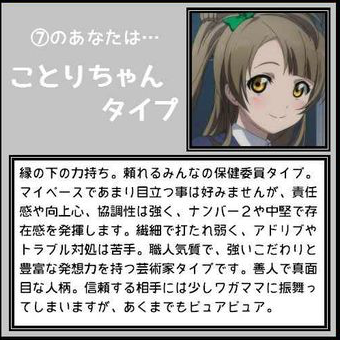 ⑦のあなたは…
ことりちゃん
タイプ
縁の下の力持ち。頼れるみんなの保健委員タイプ。
マイペースであまり目立つ事は好みませんが、責任
感や向上心、協調性は強く、ナンバー２や中堅で存
在感を発揮します。繊細で打たれ弱く、アドリブや
トラブル対処は苦手。職人気質で、強いこだわりと
豊富な発想力を持つ芸術家タイプです。善人で真面
目な人柄。信頼する相手には少しワガママに振舞っ
てしまいますが、あくまでもピュアピュア。